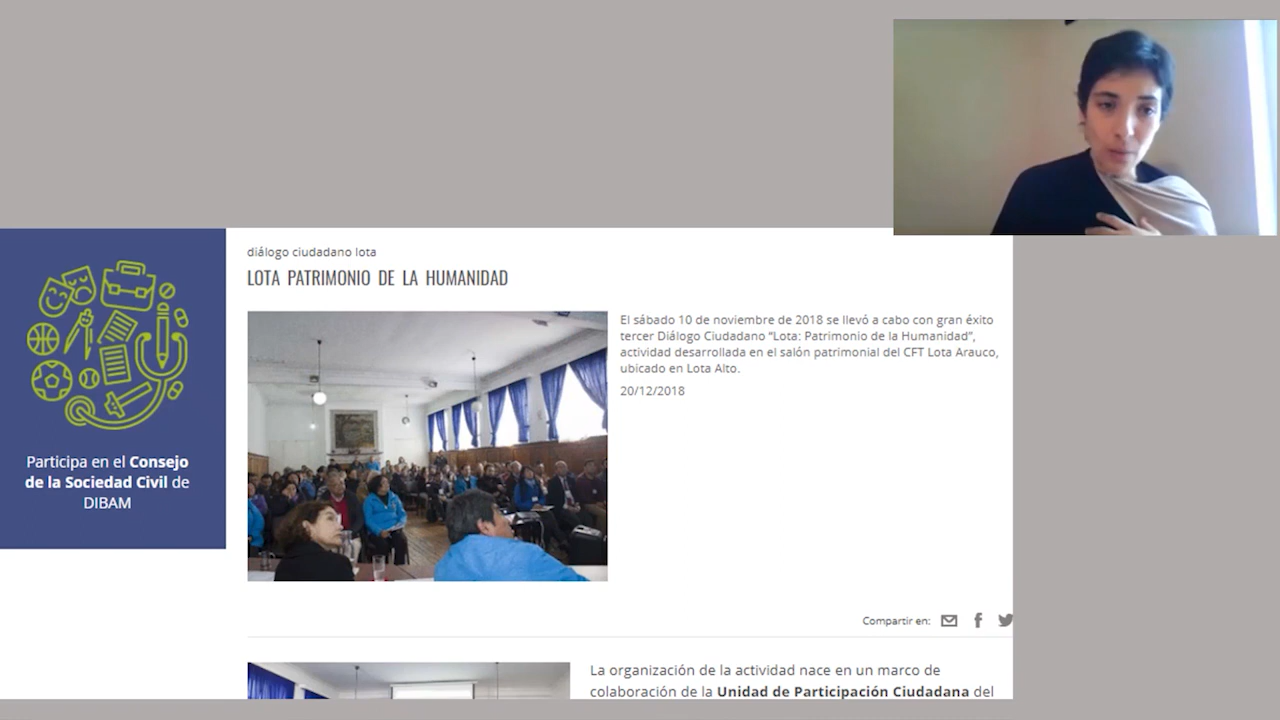 diálogo ciudadano lota
LOTA PATRIMONIO DE LA HUMANIDAD
El sábado 10 de noviembre de 2018 se llevó a cabo con gran éxito
tercer Diálogo Ciudadano “Lota: Patrimonio de la Humanidad”,
actividad desarrollada en el salón patrimonial del CFT Lota Arauco,
ubicado en Lota Alto.
20/12/2018
Participa en el Consejo
de la Sociedad Civil de
DIBAM
Compartir en:
La organización de la actividad nace en un marco de
colaboración de la Unidad de Participación Ciudadana del